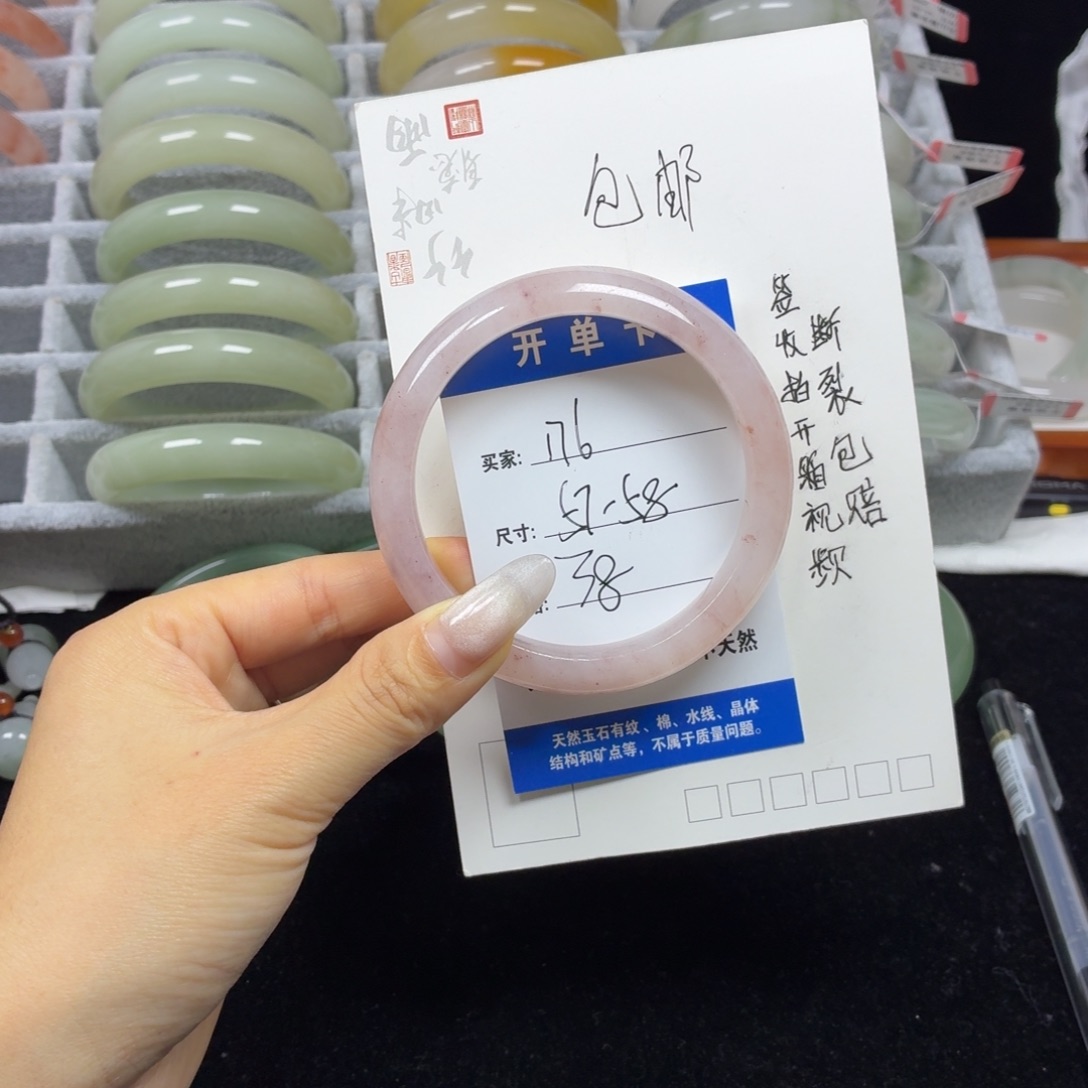 包邮
开单卡
买家: 176
尺寸: 57-58
38
天然
天然玉石有纹、棉、水线、晶体
结构和矿点等，不属于质量问题。
签收拍开箱视频
断裂包赔